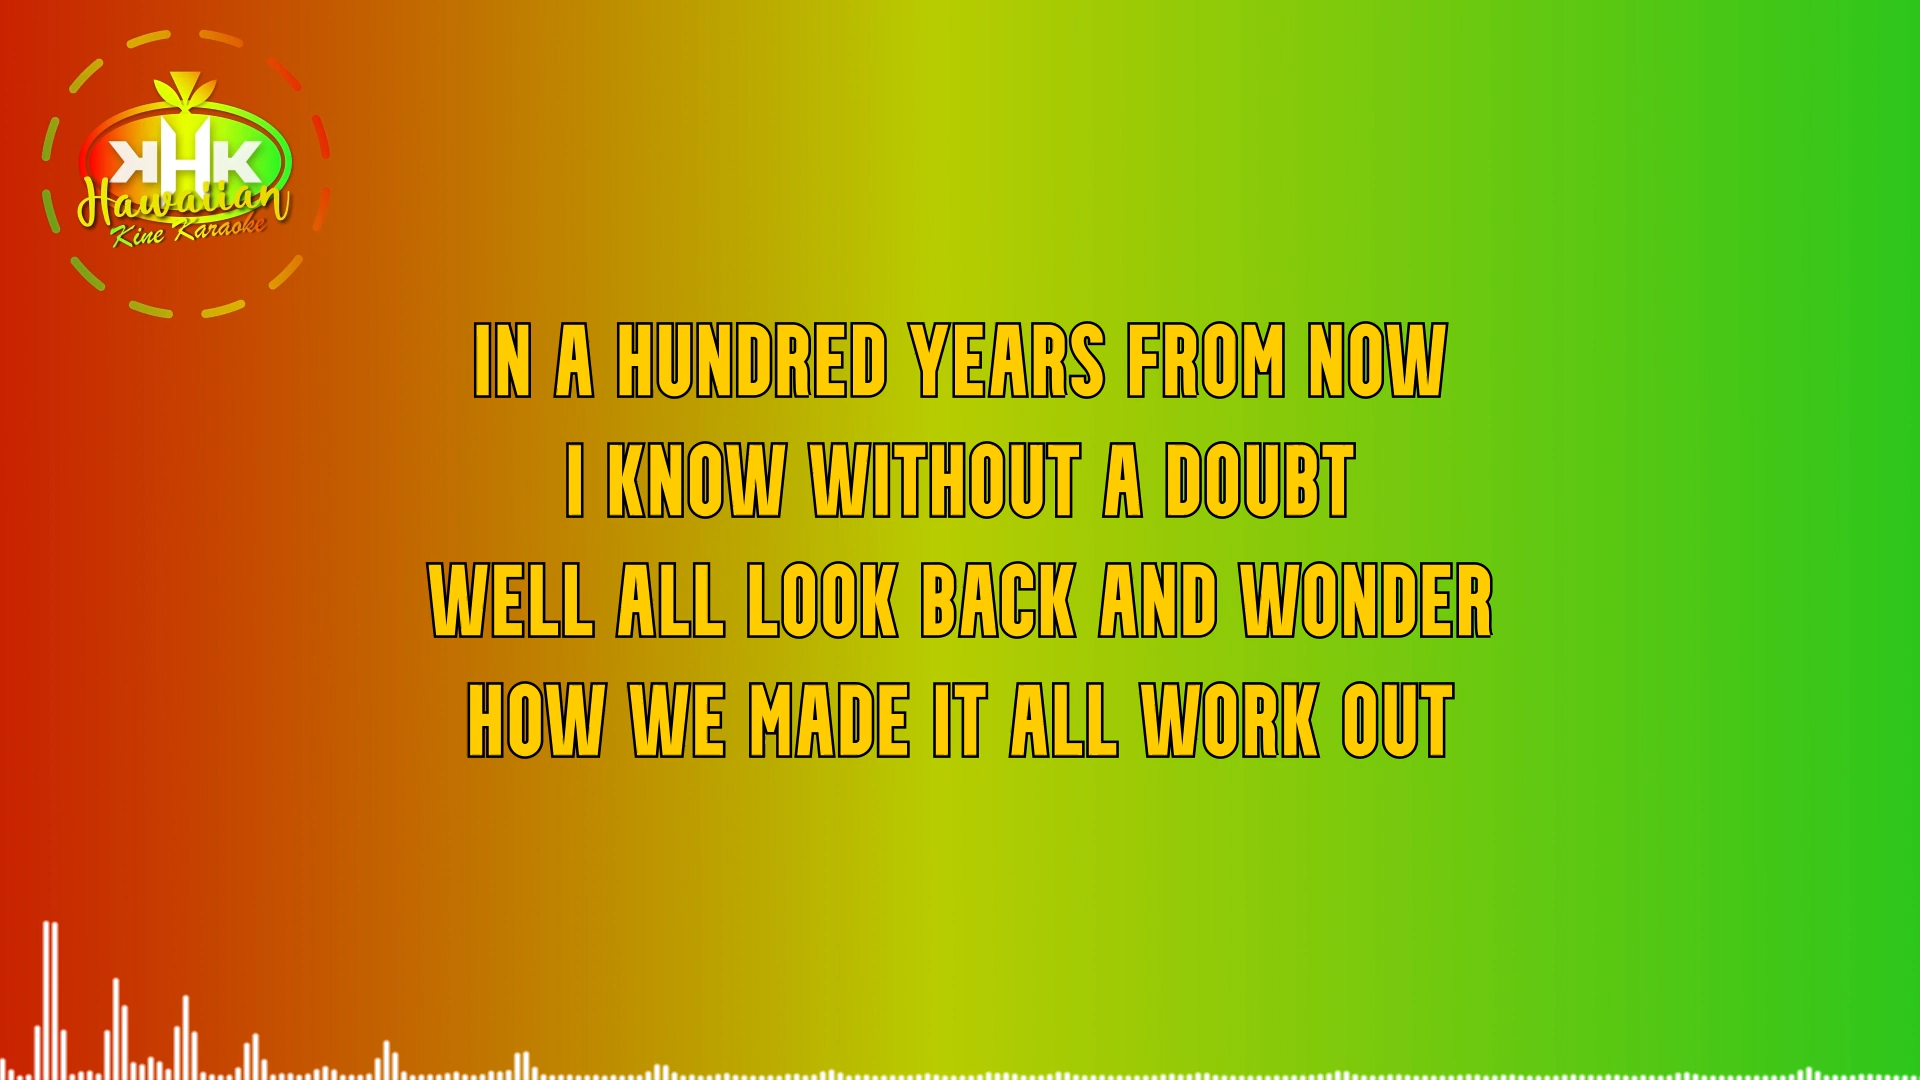 KHK
Hawaiian
Kine Karaoke
IN A HUNDRED YEARS FROM NOW
I KNOW WITHOUT A DOUBT
WELL ALL LOOK BACK AND WONDER
HOW WE MADE IT ALL WORK OUT